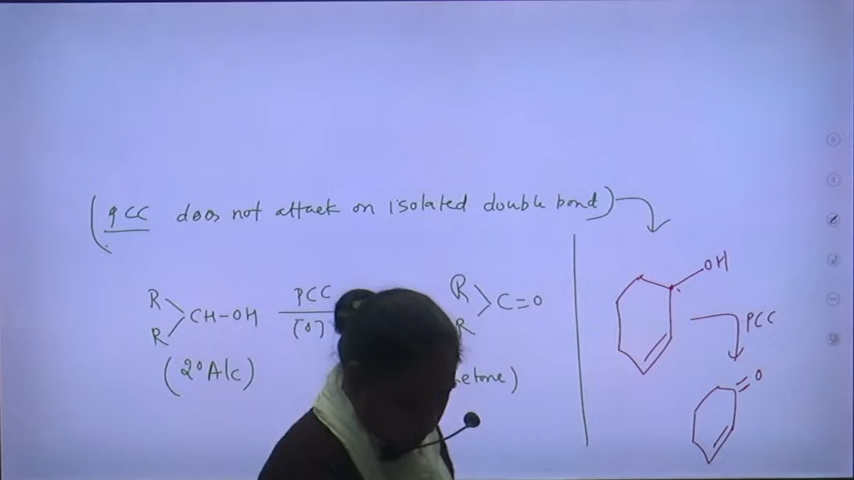 (PCC does not attack on isolated double bond)
R
R
CH-OH
PCC
[O]
R
R
C=O
(2° Alc)
etone)
OH
PCC
O